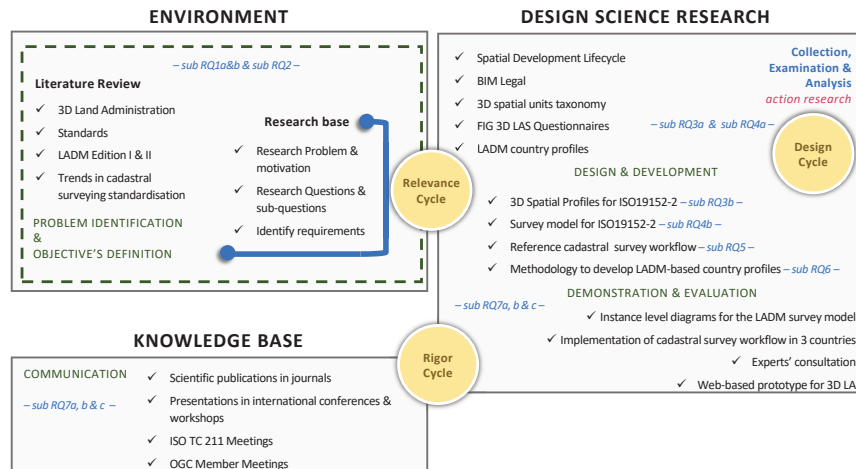 ENVIRONMENT
– sub RQ1a&b & sub RQ2 –
Literature Review
✓ 3D Land Administration
✓ Standards
✓ LADM Edition I & II
✓ Trends in cadastral
surveying standardisation
PROBLEM IDENTIFICATION
&
OBJECTIVE'S DEFINITION
Research base
✓ Research Problem &
motivation
✓ Research Questions &
sub-questions
✓ Identify requirements
Relevance
Cycle
DESIGN SCIENCE RESEARCH
✓ Spatial Development Lifecycle
✓ BIM Legal
✓ 3D spatial units taxonomy
✓ FIG 3D LAS Questionnaires
✓ LADM country profiles
Collection,
Examination &
Analysis
action research
– sub RQ3a & sub RQ4a –
Design
Cycle
DESIGN & DEVELOPMENT
✓ 3D Spatial Profiles for ISO19152-2 – sub RQ3b –
✓ Survey model for ISO19152-2 – sub RQ4b –
✓ Reference cadastral survey workflow – sub RQ5 –
✓ Methodology to develop LADM-based country profiles – sub RQ6 –
DEMONSTRATION & EVALUATION
– sub RQ7a, b & c –
✓ Instance level diagrams for the LADM survey model
✓ Implementation of cadastral survey workflow in 3 countries
✓ Experts' consultation
✓ Web-based prototype for 3D LA
Rigor
Cycle
KNOWLEDGE BASE
COMMUNICATION
– sub RQ7a, b & c –
✓ Scientific publications in journals
✓ Presentations in international conferences &
workshops
✓ ISO TC 211 Meetings
✓ OGC Member Meetings